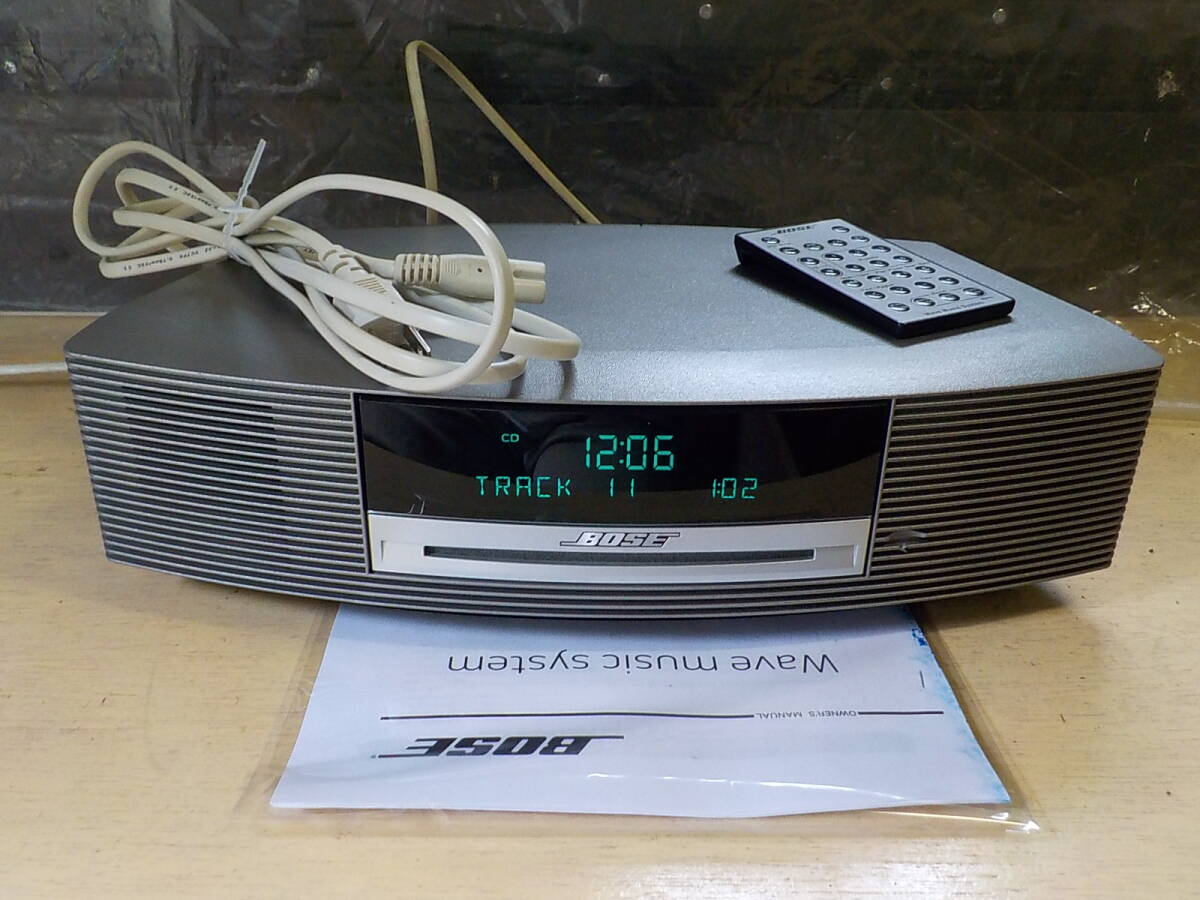 BOSE
CD
12:06
TRACK 11 1:02
BOSE
Wave music system
OWNER'S MANUAL
BOSE